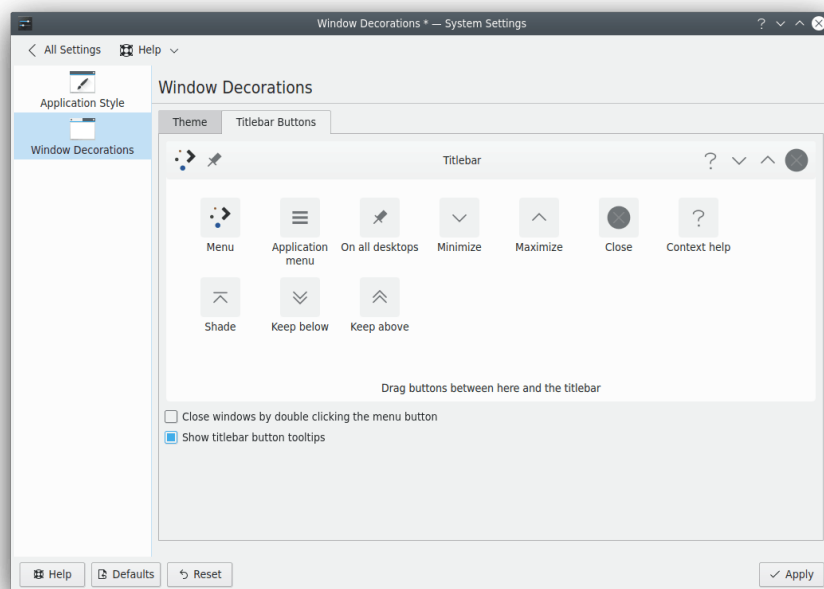 Window Decorations * — System Settings
All Settings Help
Application Style
Window Decorations
Window Decorations
Theme Titlebar Buttons
Titlebar
Menu Application menu On all desktops Minimize Maximize Close Context help
Shade Keep below Keep above
Drag buttons between here and the titlebar
Close windows by double clicking the menu button
Show titlebar button tooltips
Help Defaults Reset Apply